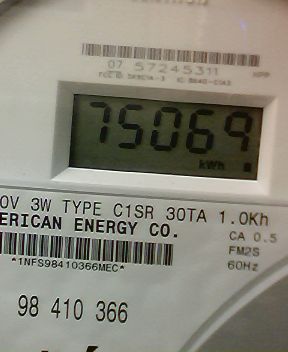 07 57245311 HPP
75069
kWh
0V 3W TYPE C1SR 30TA 1.0Kh
ERICAN ENERGY CO.
CA 0.5
FM2S
60Hz
*1NFS98410366MEC*
98 410 366